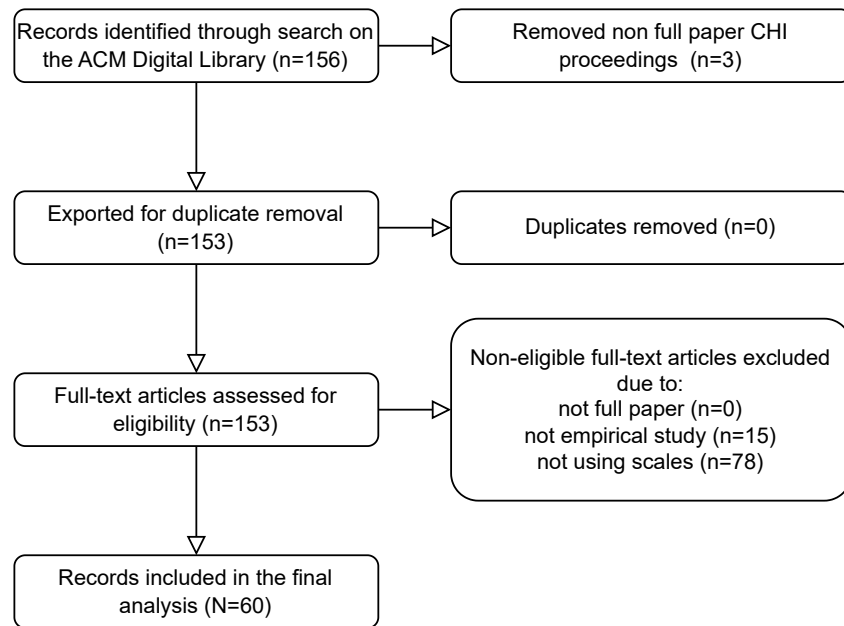 Records identified through search on
the ACM Digital Library (n=156)
Removed non full paper CHI
proceedings (n=3)
Exported for duplicate removal
(n=153)
Duplicates removed (n=0)
Full-text articles assessed for
eligibility (n=153)
Non-eligible full-text articles excluded
due to:
not full paper (n=0)
not empirical study (n=15)
not using scales (n=78)
Records included in the final
analysis (N=60)